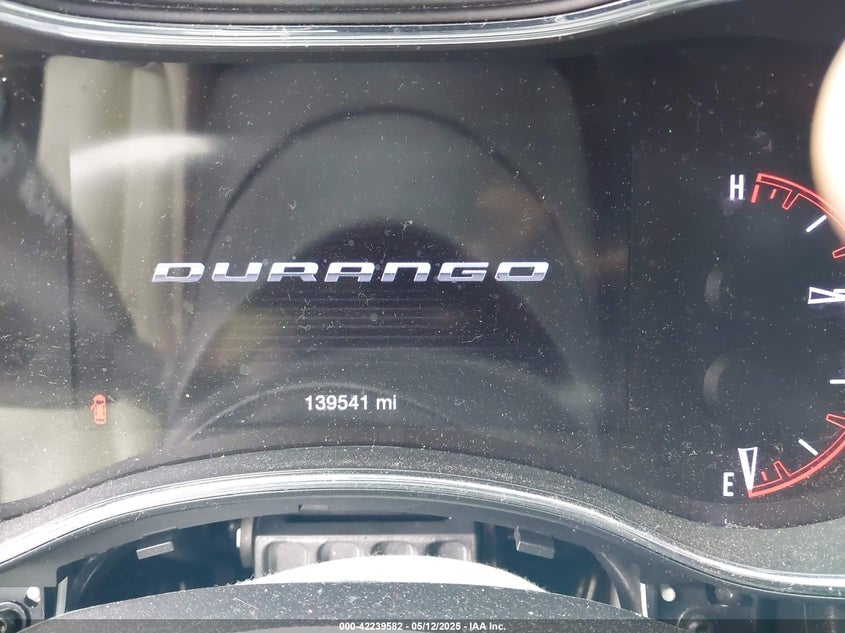 H
DURANGO
139541 mi
E
000-42239582 - 05/12/2025 - IAA Inc.